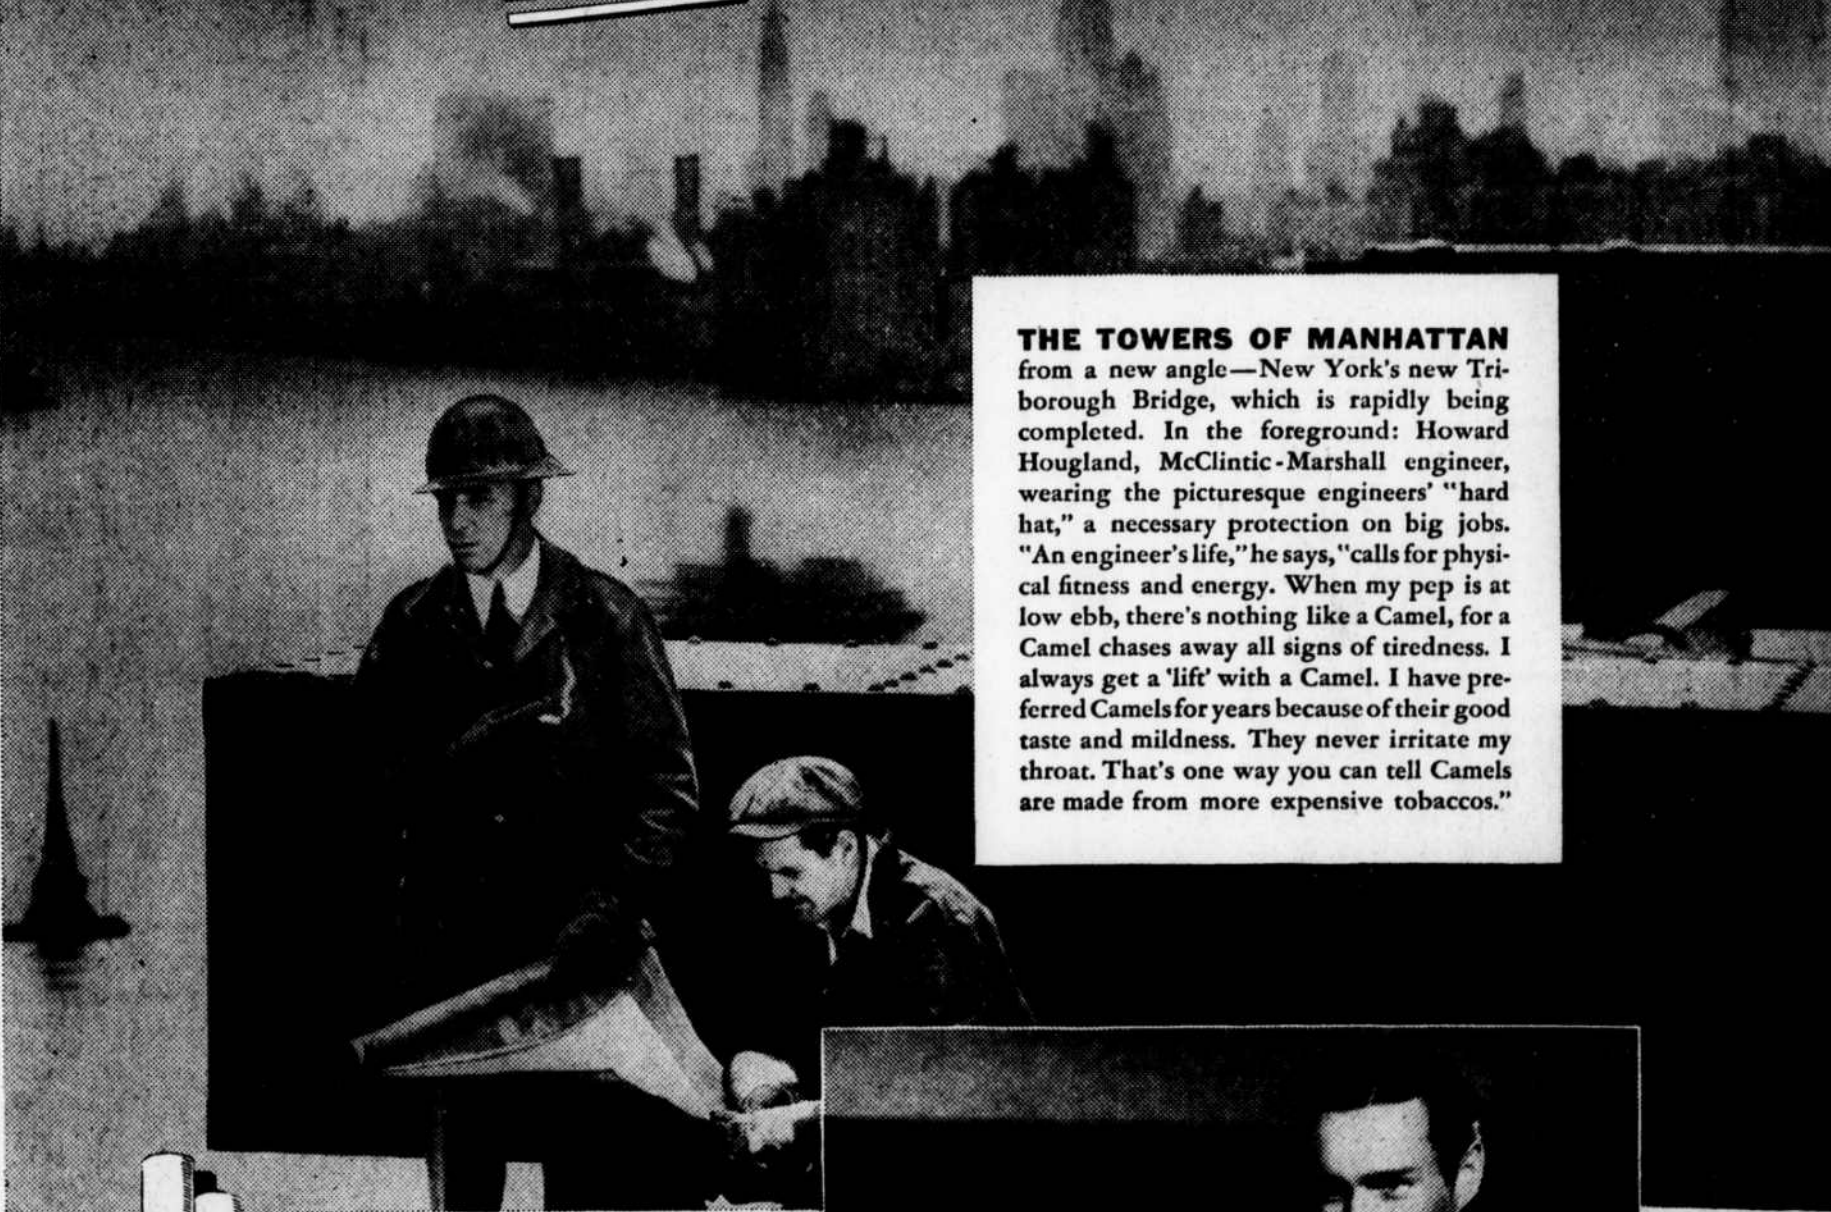 THE TOWERS OF MANHATTAN
from a new angle—New York's new Tri-
borough Bridge, which is rapidly being
completed. In the foreground: Howard
Hougland, McClintic-Marshall engineer,
wearing the picturesque engineers' "hard
hat," a necessary protection on big jobs.
"An engineer's life," he says, "calls for physi-
cal fitness and energy. When my pep is at
low ebb, there's nothing like a Camel, for a
Camel chases away all signs of tiredness. I
always get a 'lift' with a Camel. I have pre-
ferred Camels for years because of their good
taste and mildness. They never irritate my
throat. That's one way you can tell Camels
are made from more expensive tobaccos."